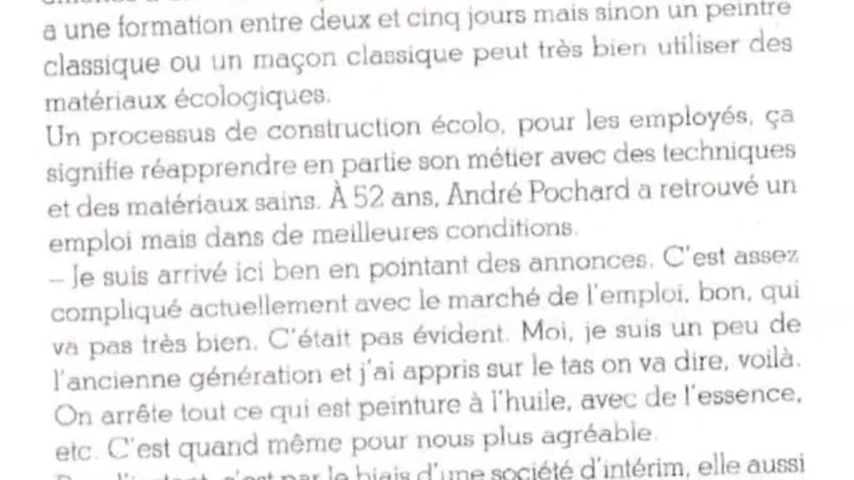 a une formation entre deux et cinq jours mais sinon un peintre
classique ou un maçon classique peut très bien utiliser des
matériaux écologiques.
Un processus de construction écolo, pour les employés, ça
signifie réapprendre en partie son métier avec des techniques
et des matériaux sains. À 52 ans, André Pochard a retrouvé un
emploi mais dans de meilleures conditions.
– Je suis arrivé ici ben en pointant des annonces. C'est assez
compliqué actuellement avec le marché de l'emploi, bon, qui
va pas très bien. C'était pas évident. Moi, je suis un peu de
l'ancienne génération et j'ai appris sur le tas on va dire, voilà.
On arrête tout ce qui est peinture à l'huile, avec de l'essence,
etc. C'est quand même pour nous plus agréable.
c'est par le biais d'une société d'intérim, elle aussi